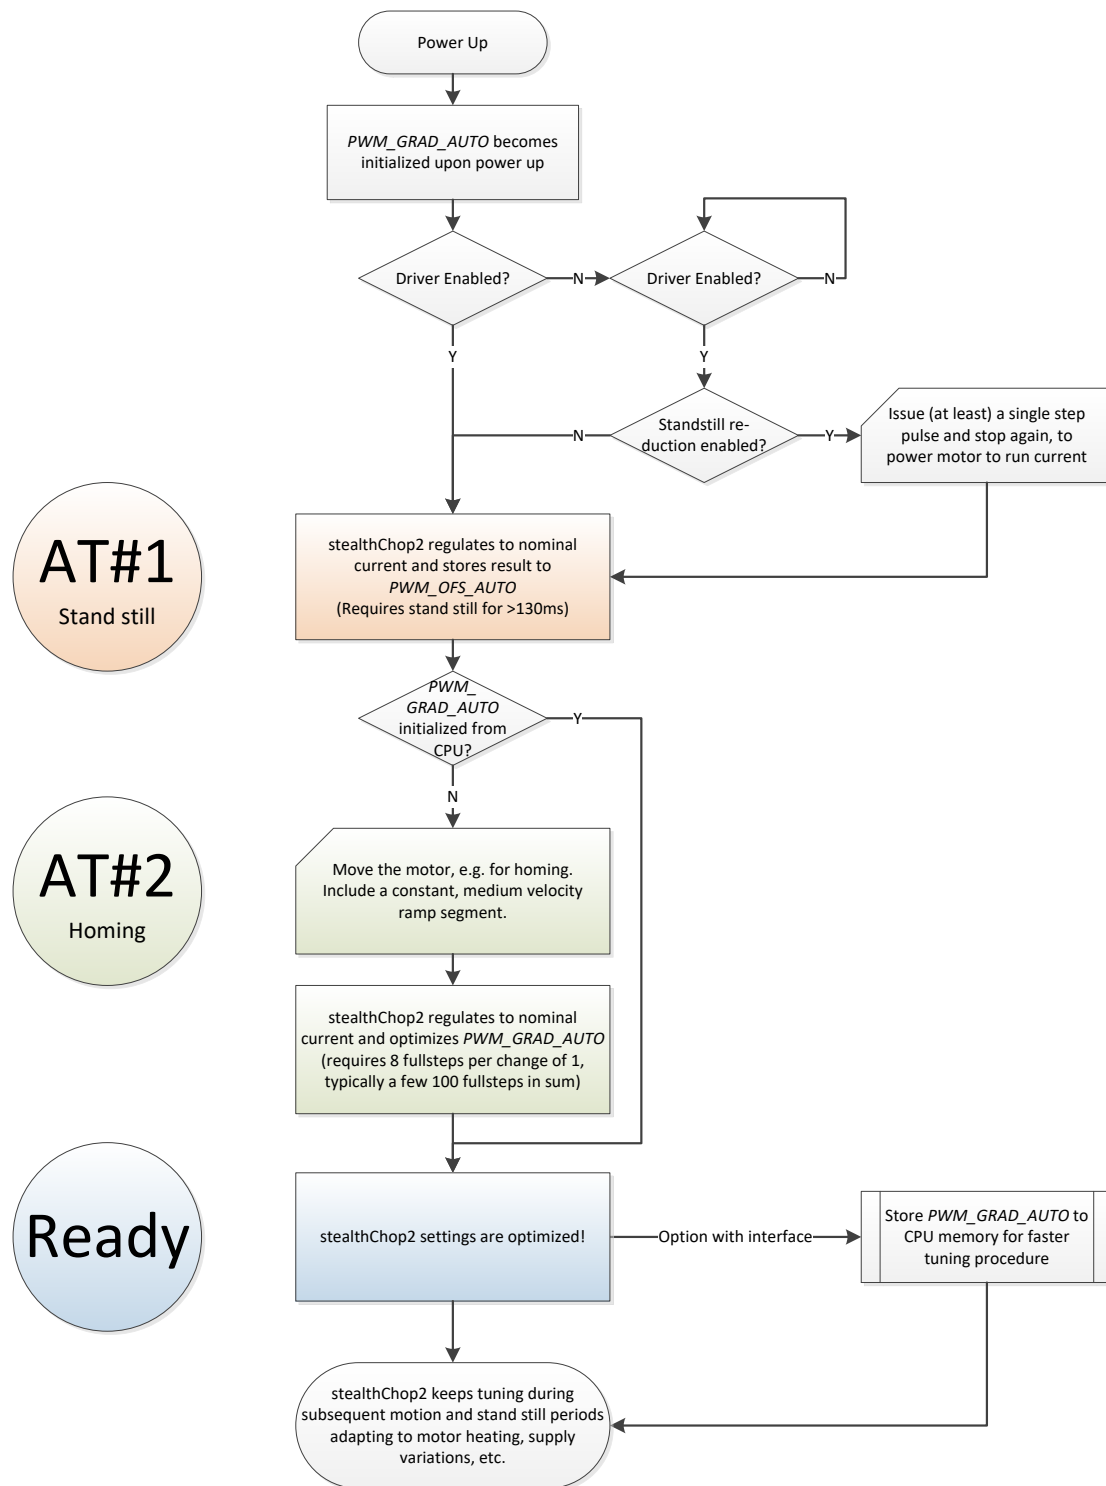 Power Up
PWM_GRAD_AUTO becomes
initialized upon power up
Driver Enabled?
N
Driver Enabled?
N
Y
Y
Standstill re-
duction enabled?
N
Y
Issue (at least) a single step
pulse and stop again, to
power motor to run current
AT#1
Stand still
stealthChop2 regulates to nominal
current and stores result to
PWM_OFS_AUTO
(Requires stand still for >130ms)
PWM_
GRAD_AUTO
initialized from
CPU?
Y
N
AT#2
Homing
Move the motor, e.g. for homing.
Include a constant, medium velocity
ramp segment.
stealthChop2 regulates to nominal
current and optimizes PWM_GRAD_AUTO
(requires 8 fullsteps per change of 1,
typically a few 100 fullsteps in sum)
Ready
stealthChop2 settings are optimized!
Option with interface
Store PWM_GRAD_AUTO to
CPU memory for faster
tuning procedure
stealthChop2 keeps tuning during
subsequent motion and stand still periods
adapting to motor heating, supply
variations, etc.